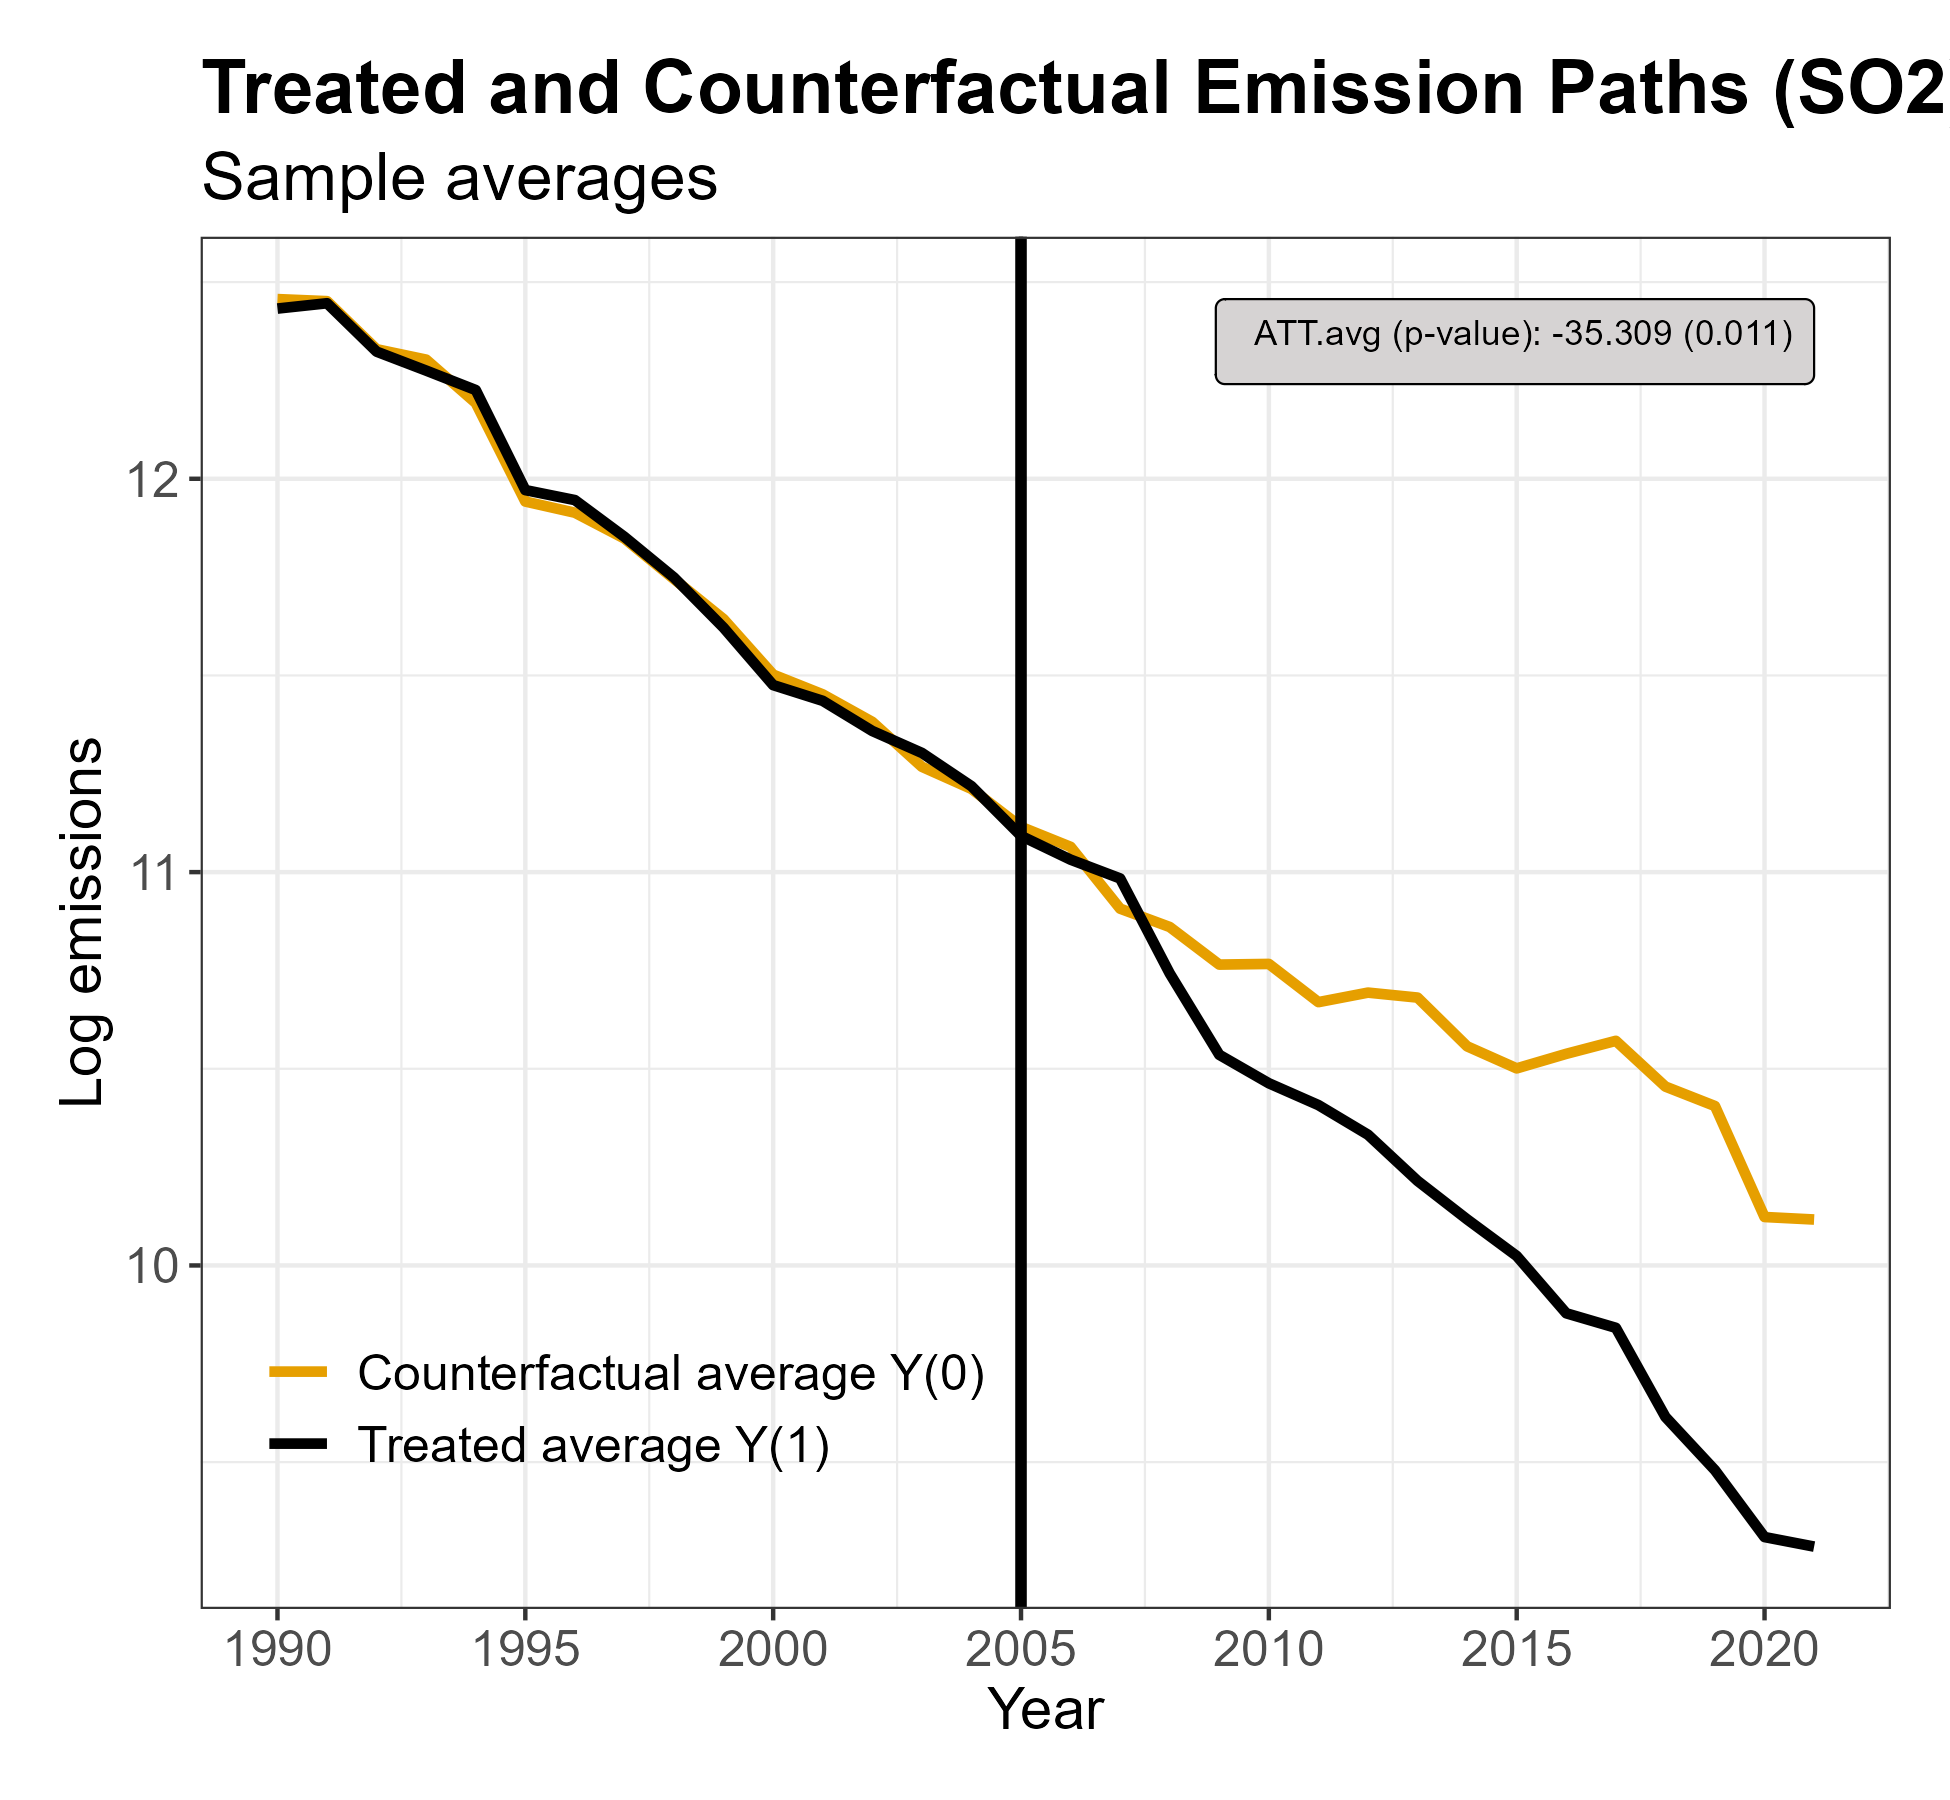 Treated and Counterfactual Emission Paths (SO2
Sample averages
ATT.avg (p-value): -35.309 (0.011)
Log emissions
12
11
10
Counterfactual average Y(0)
Treated average Y(1)
1990 1995 2000 2005 2010 2015 2020
Year